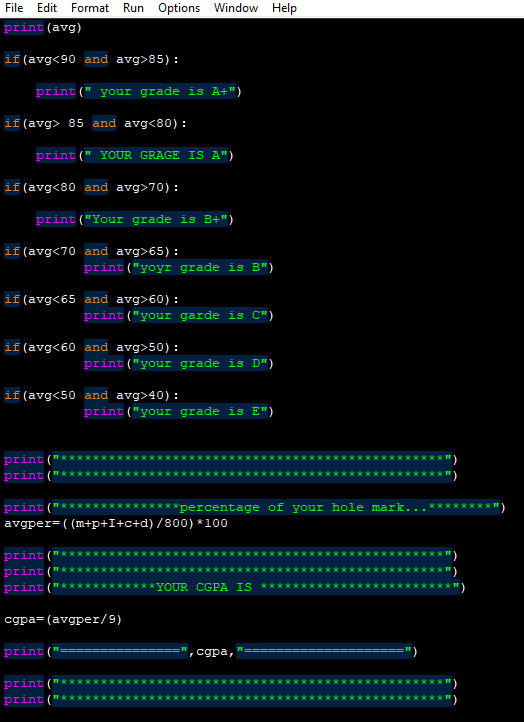 File Edit Format Run Options Window Help
print(avg)
if(avg<90 and avg>85):
print(" your grade is A+")
if(avg> 85 and avg<80):
print(" YOUR GRAGE IS A")
if(avg<80 and avg>70):
print("Your grade is B+")
if(avg<70 and avg>65):
print("yoyr grade is B")
if(avg<65 and avg>60):
print("your garde is C")
if(avg<60 and avg>50):
print("your grade is D")
if(avg<50 and avg>40):
print("your grade is E")
print("************************************************")
print("************************************************")
print("***************percentage of your hole mark...********")
avgper=((m+p+I+c+d)/800)*100
print("************************************************")
print("************************************************")
print("************YOUR CGPA IS ************************")
cgpa=(avgper/9)
print("===============",cgpa,"====================")
print("************************************************")
print("************************************************")